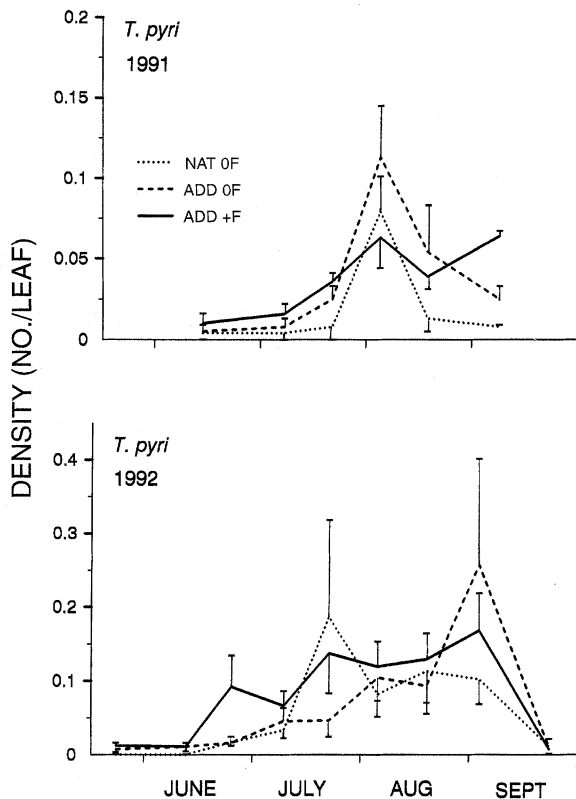 T. pyri
1991
0.2
0.15
0.1
0.05
0
NAT 0F
ADD 0F
ADD +F
DENSITY (NO./LEAF)
T. pyri
1992
0.4
0.3
0.2
0.1
0
JUNE JULY AUG SEPT